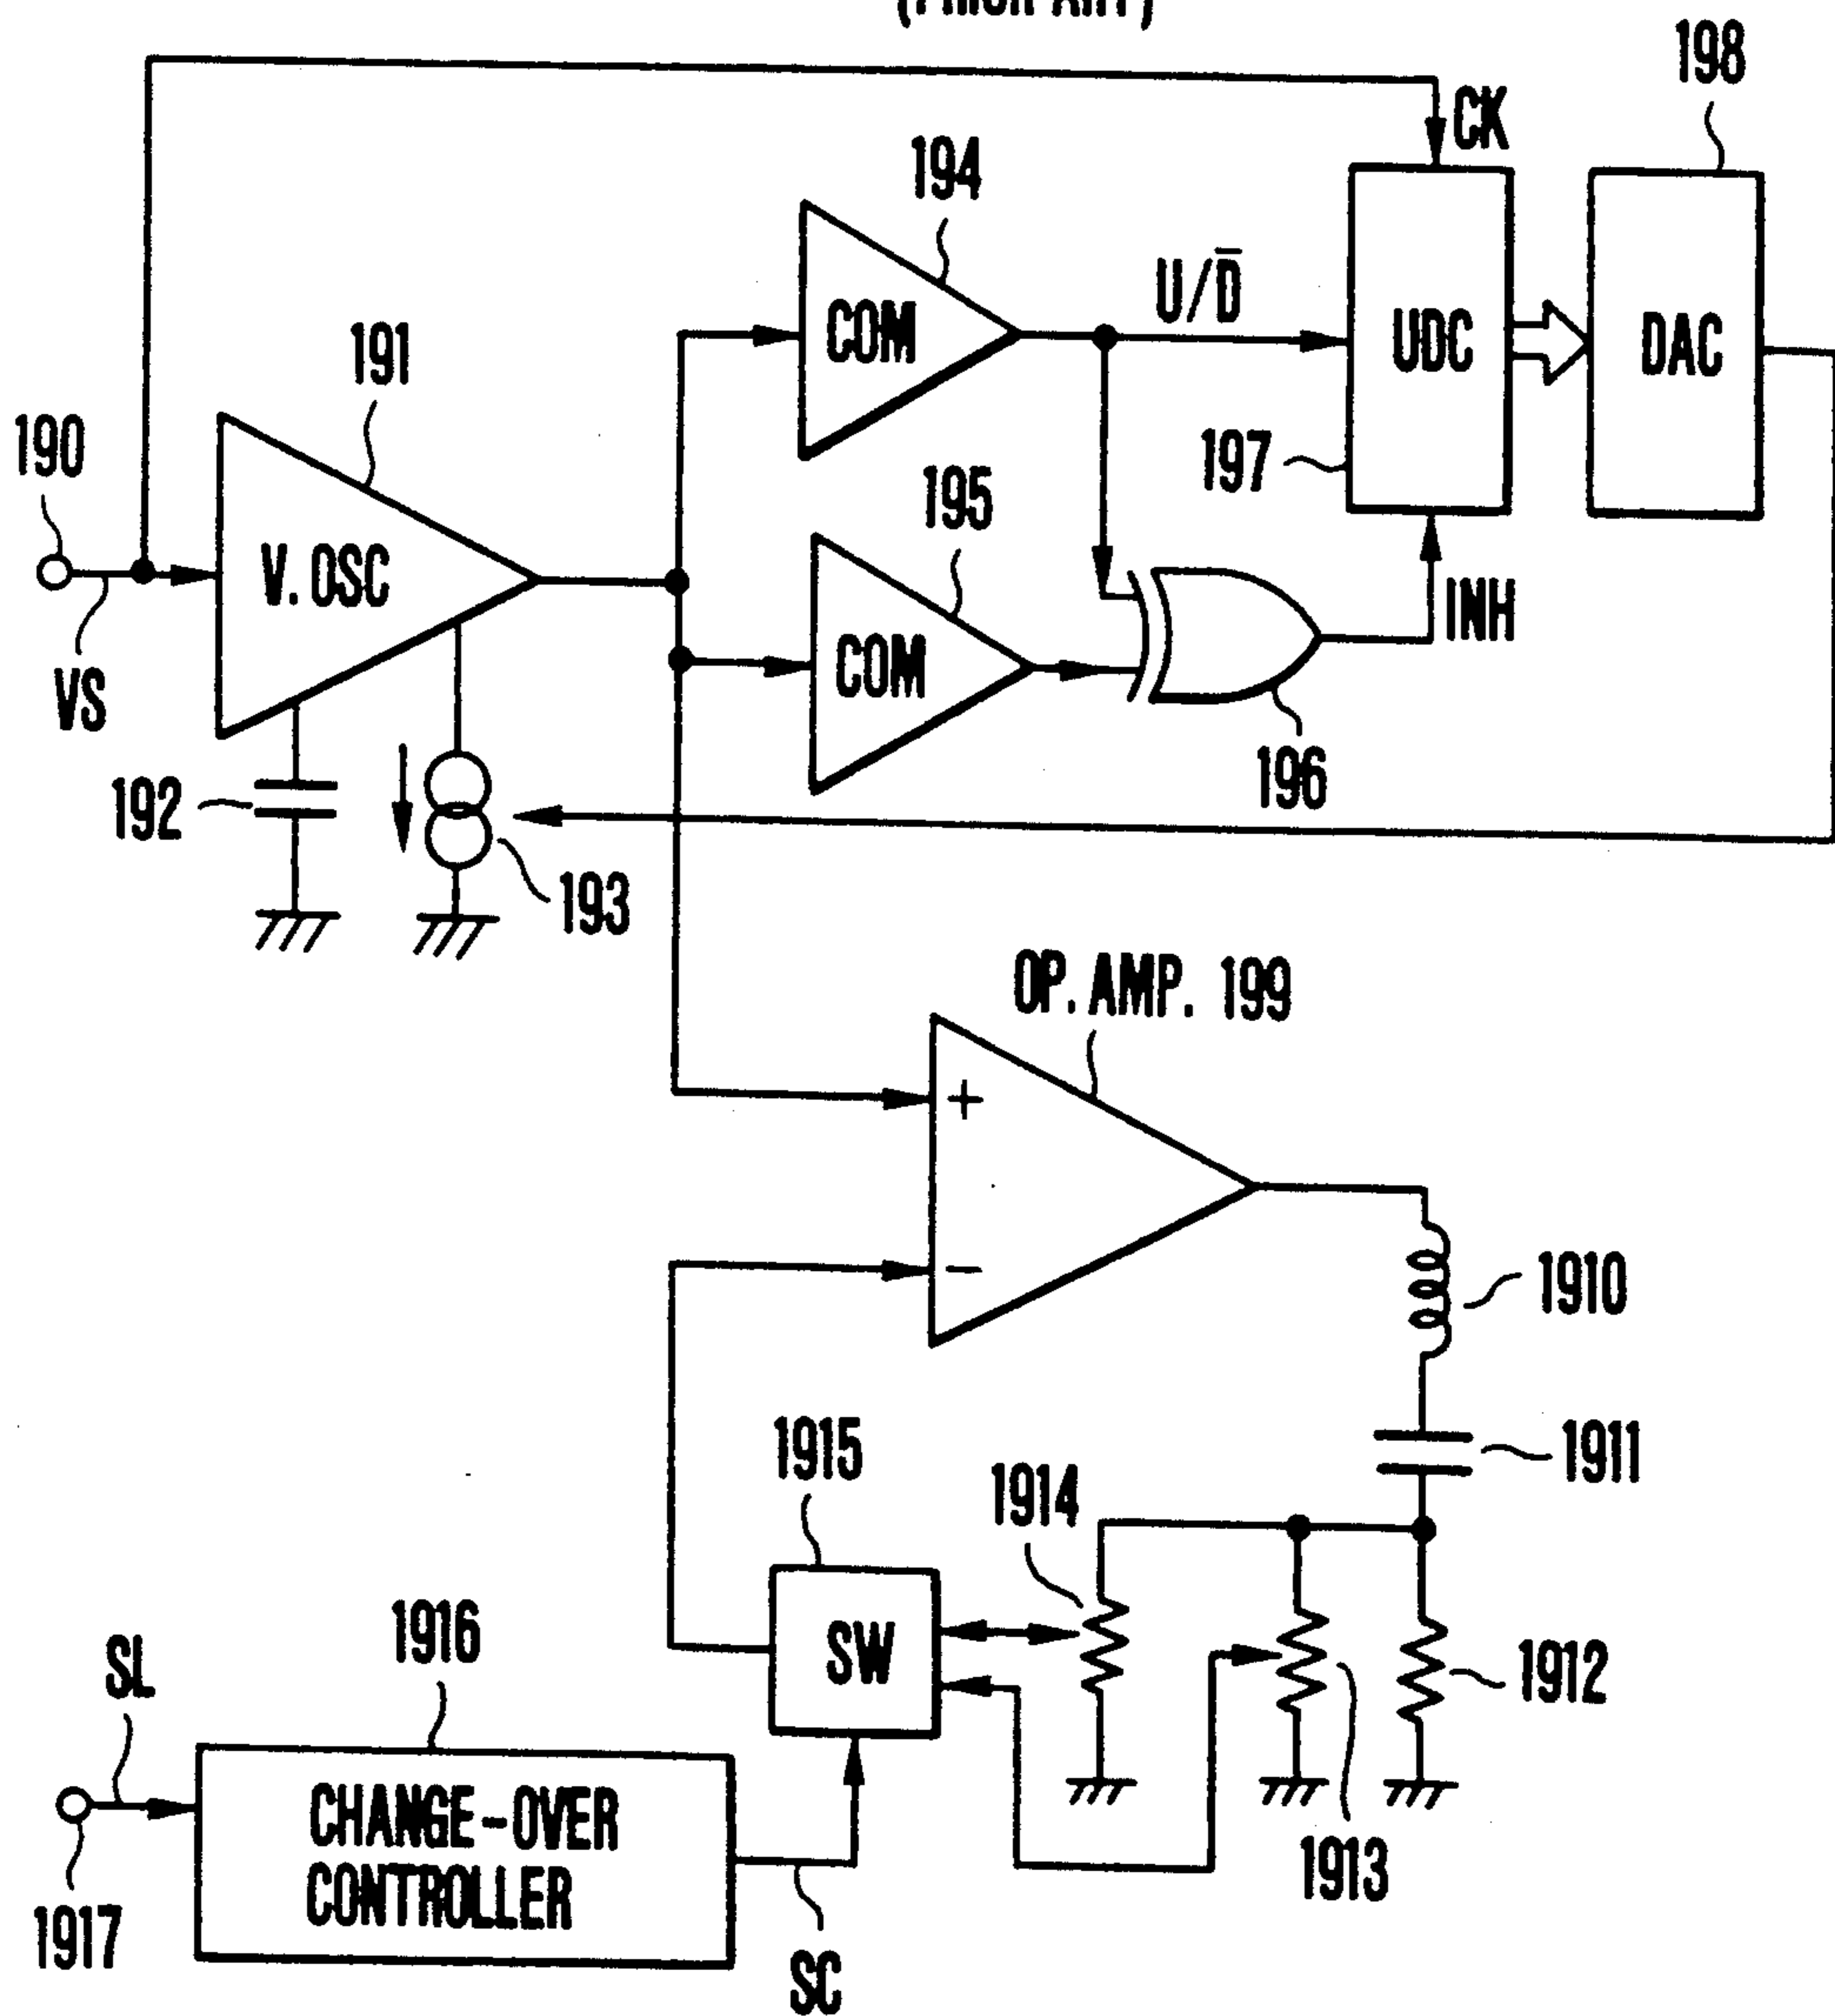 198
CK
194
U/D̅
COM
UDC
DAC
191
190
197
195
V. OSC
INH
COM
VS
196
192
193
OP. AMP. 199
+
−
1910
1915
1911
1914
1916
SL
SW
1912
CHANGE-OVER
CONTROLLER
1913
1917
SC